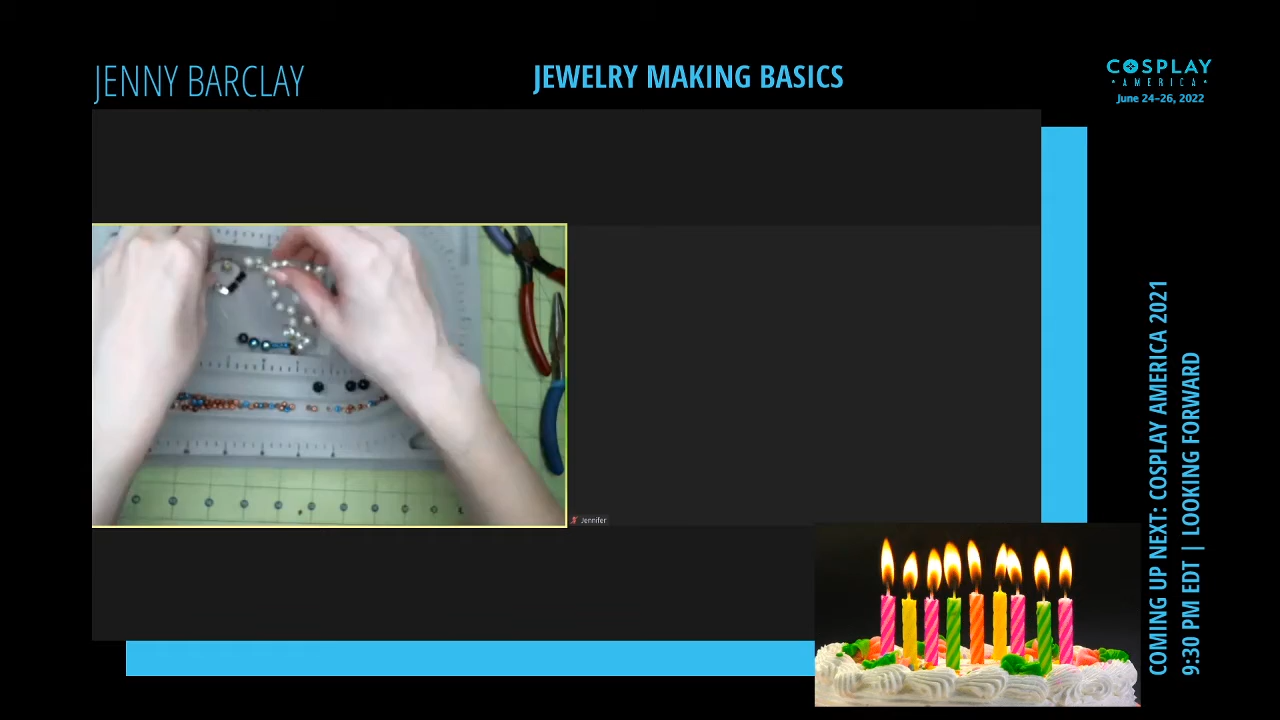 JENNY BARCLAY
JEWELRY MAKING BASICS
COSPLAY
AMERICA
June 24-26, 2022
Jennifer
COMING UP NEXT: COSPLAY AMERICA 2021
9:30 PM EDT | LOOKING FORWARD